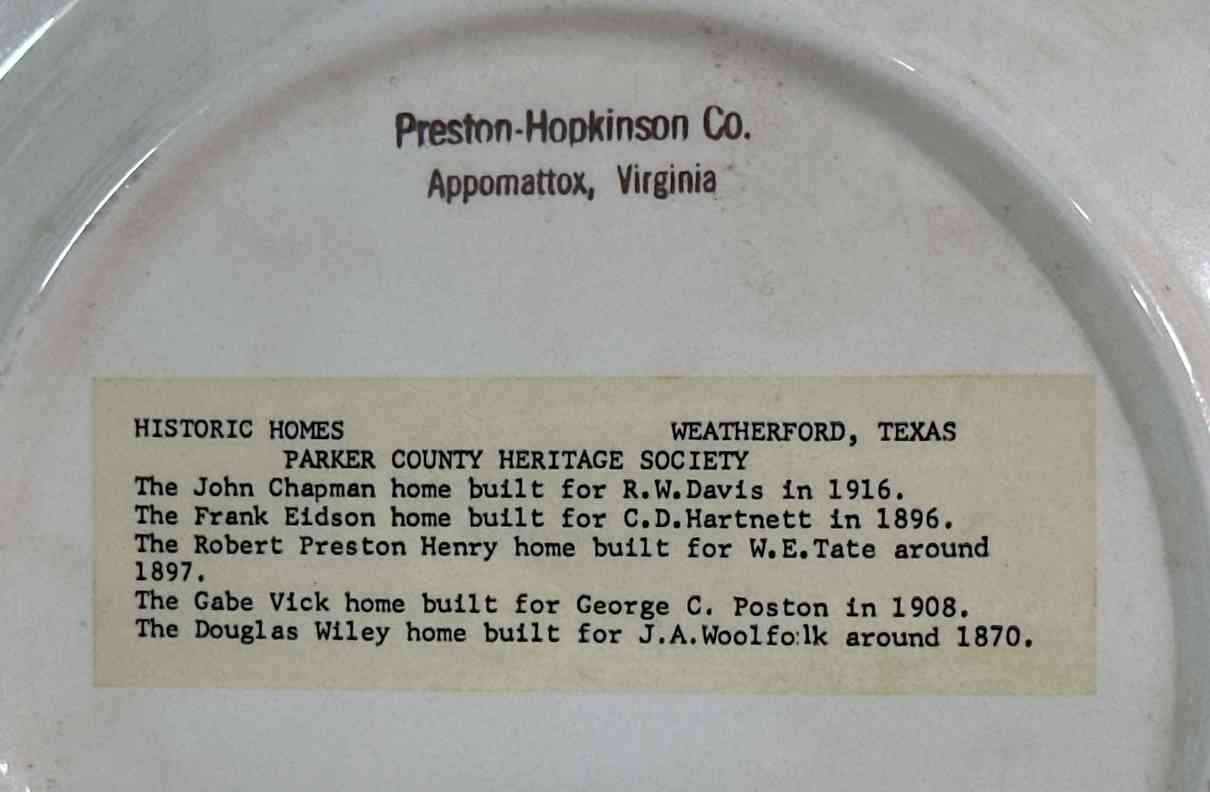 Preston-Hopkinson Co.
Appomattox, Virginia
HISTORIC HOMES WEATHERFORD, TEXAS
PARKER COUNTY HERITAGE SOCIETY
The John Chapman home built for R.W.Davis in 1916.
The Frank Eidson home built for C.D.Hartnett in 1896.
The Robert Preston Henry home built for W.E.Tate around
1897.
The Gabe Vick home built for George C. Poston in 1908.
The Douglas Wiley home built for J.A.Woolfolk around 1870.